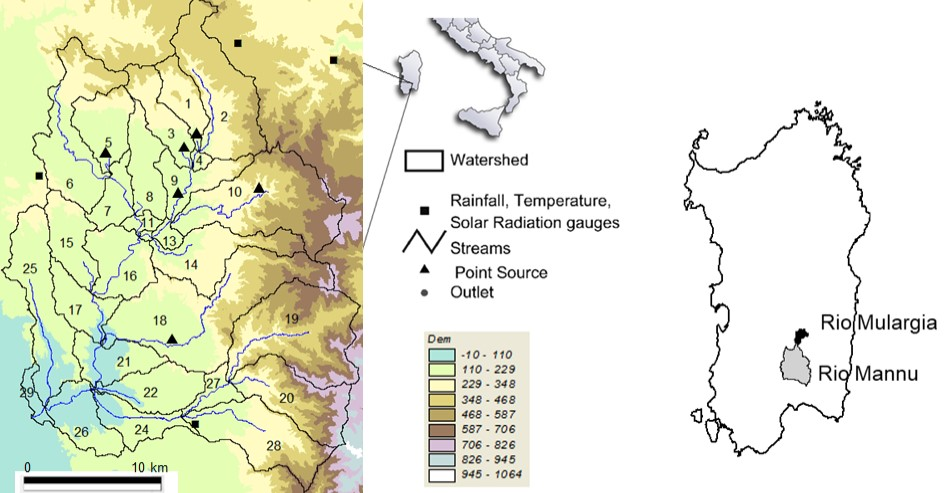 1
2
3
4
5
6
7
8
9
10
11
13
14
15
16
25
17
18
19
21
22
27
20
29
26
24
28
0 10 km
Watershed
Rainfall, Temperature,
Solar Radiation gauges
Streams
Point Source
Outlet
Dem
-10 - 110
110 - 229
229 - 348
348 - 468
468 - 587
587 - 706
706 - 826
826 - 945
945 - 1064
Rio Mulargia
Rio Mannu